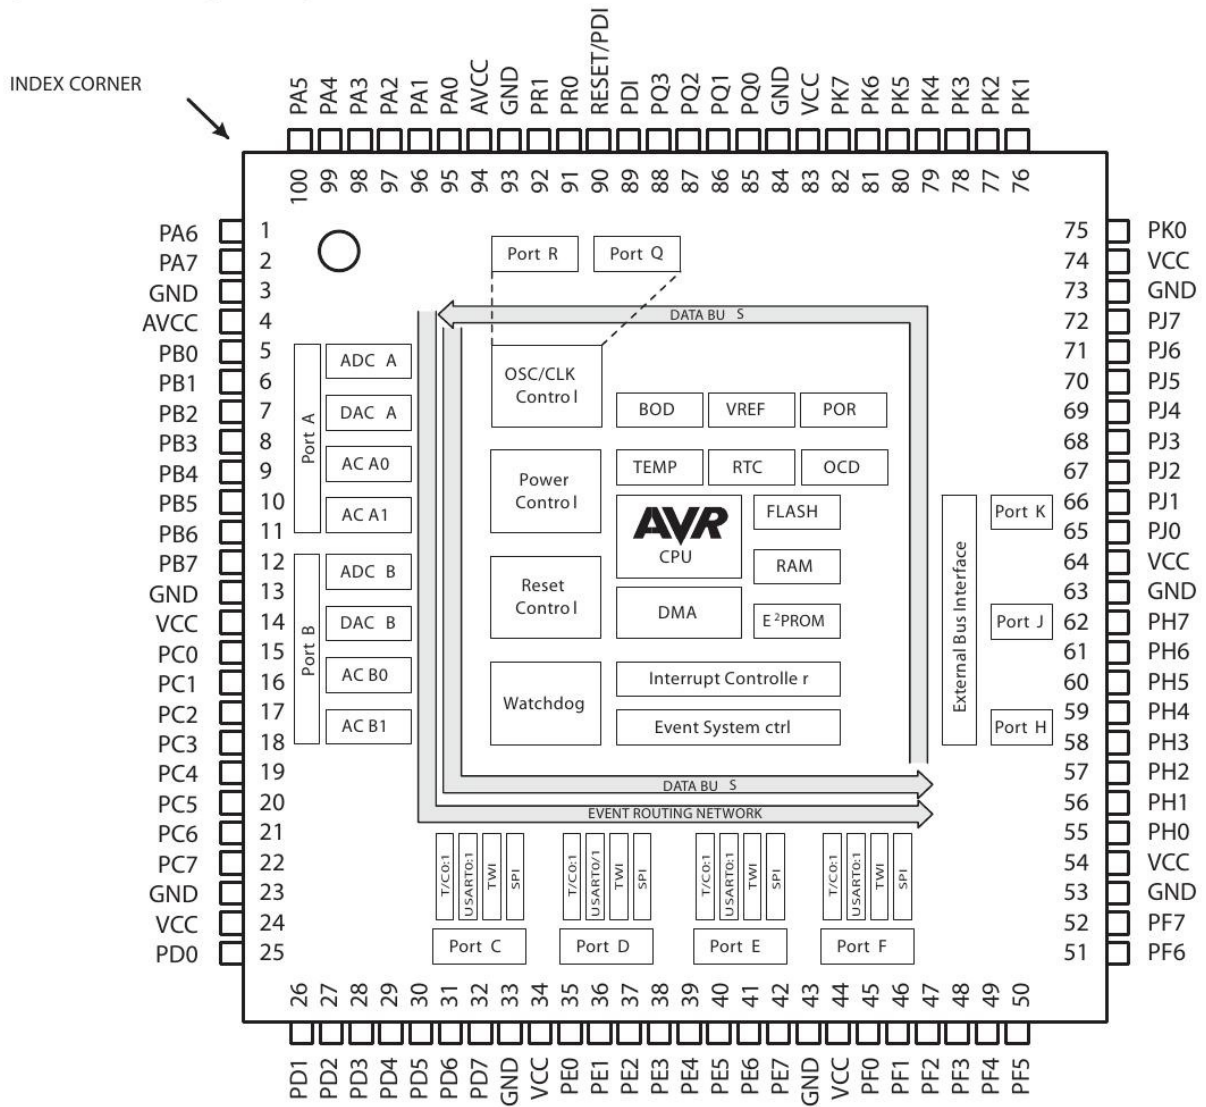 INDEX CORNER
PA5 PA4 PA3 PA2 PA1 PA0 AVCC GND PR1 PR0 RESET/PDI PDI PQ3 PQ2 PQ1 PQ0 GND VCC PK7 PK6 PK5 PK4 PK3 PK2 PK1
100 99 98 97 96 95 94 93 92 91 90 89 88 87 86 85 84 83 82 81 80 79 78 77 76
PA6 1
PA7 2
GND 3
AVCC 4
PB0 5
PB1 6
PB2 7
PB3 8
PB4 9
PB5 10
PB6 11
PB7 12
GND 13
VCC 14
PC0 15
PC1 16
PC2 17
PC3 18
PC4 19
PC5 20
PC6 21
PC7 22
GND 23
VCC 24
PD0 25
Port R Port Q
DATA BU S
Port A
ADC A
DAC A
AC A0
AC A1
Port B
ADC B
DAC B
AC B0
AC B1
OSC/CLK
Control
Power
Control
Reset
Control
Watchdog
BOD VREF POR
TEMP RTC OCD
AVR
CPU
FLASH
RAM
DMA
E²PROM
Interrupt Controlle r
Event System ctrl
External Bus Interface
Port K
Port J
Port H
DATA BU S
EVENT ROUTING NETWORK
T/C0:1 USART0:1 TWI SPI
T/C0:1 USART0/1 TWI SPI
T/C0:1 USART0:1 TWI SPI
T/C0:1 USART0:1 TWI SPI
Port C Port D Port E Port F
75 PK0
74 VCC
73 GND
72 PJ7
71 PJ6
70 PJ5
69 PJ4
68 PJ3
67 PJ2
66 PJ1
65 PJ0
64 VCC
63 GND
62 PH7
61 PH6
60 PH5
59 PH4
58 PH3
57 PH2
56 PH1
55 PH0
54 VCC
53 GND
52 PF7
51 PF6
26 27 28 29 30 31 32 33 34 35 36 37 38 39 40 41 42 43 44 45 46 47 48 49 50
PD1 PD2 PD3 PD4 PD5 PD6 PD7 GND VCC PE0 PE1 PE2 PE3 PE4 PE5 PE6 PE7 GND VCC PF0 PF1 PF2 PF3 PF4 PF5